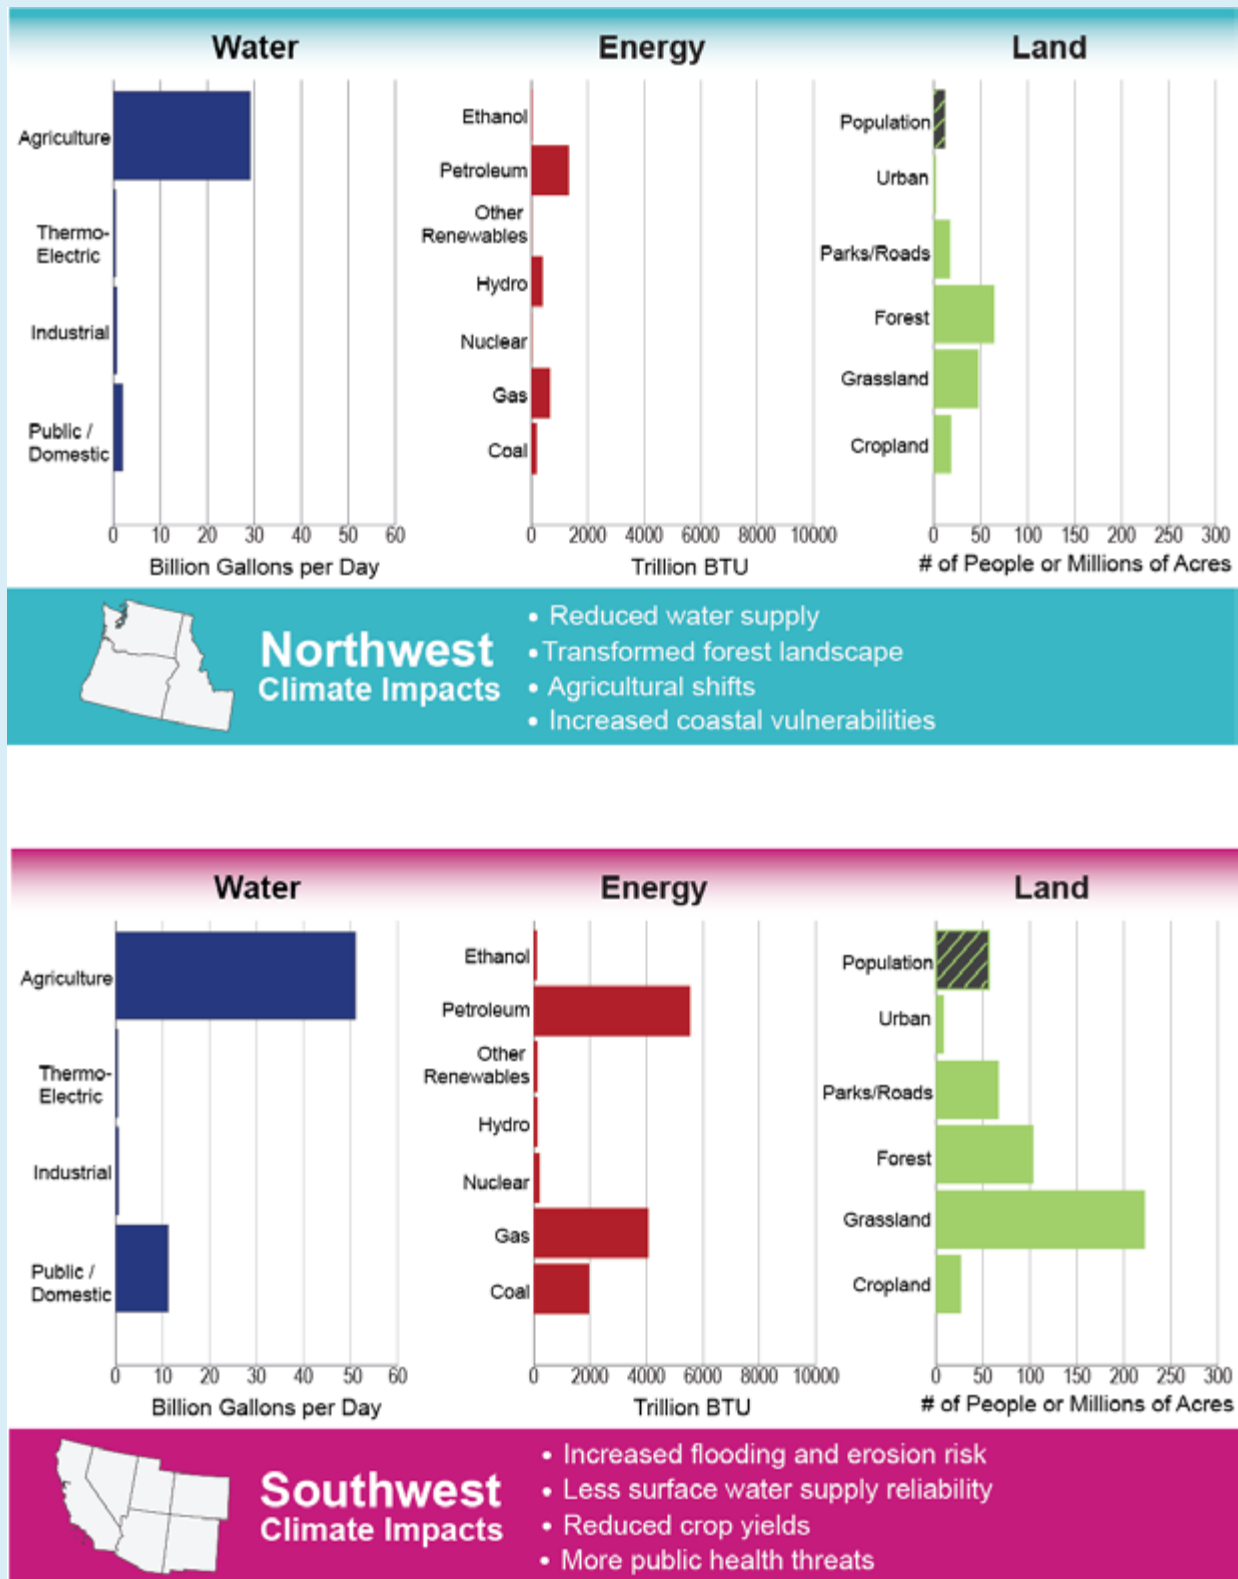 Water
Energy
Land
Agriculture
Thermo-
Electric
Industrial
Public /
Domestic
0 10 20 30 40 50 60
Billion Gallons per Day
Ethanol
Petroleum
Other
Renewables
Hydro
Nuclear
Gas
Coal
0 2000 4000 6000 8000 10000
Trillion BTU
Population
Urban
Parks/Roads
Forest
Grassland
Cropland
0 50 100 150 200 250 300
# of People or Millions of Acres
Northwest
Climate Impacts
• Reduced water supply
• Transformed forest landscape
• Agricultural shifts
• Increased coastal vulnerabilities
Water
Energy
Land
Agriculture
Thermo-
Electric
Industrial
Public /
Domestic
0 10 20 30 40 50 60
Billion Gallons per Day
Ethanol
Petroleum
Other
Renewables
Hydro
Nuclear
Gas
Coal
0 2000 4000 6000 8000 10000
Trillion BTU
Population
Urban
Parks/Roads
Forest
Grassland
Cropland
0 50 100 150 200 250 300
# of People or Millions of Acres
Southwest
Climate Impacts
• Increased flooding and erosion risk
• Less surface water supply reliability
• Reduced crop yields
• More public health threats